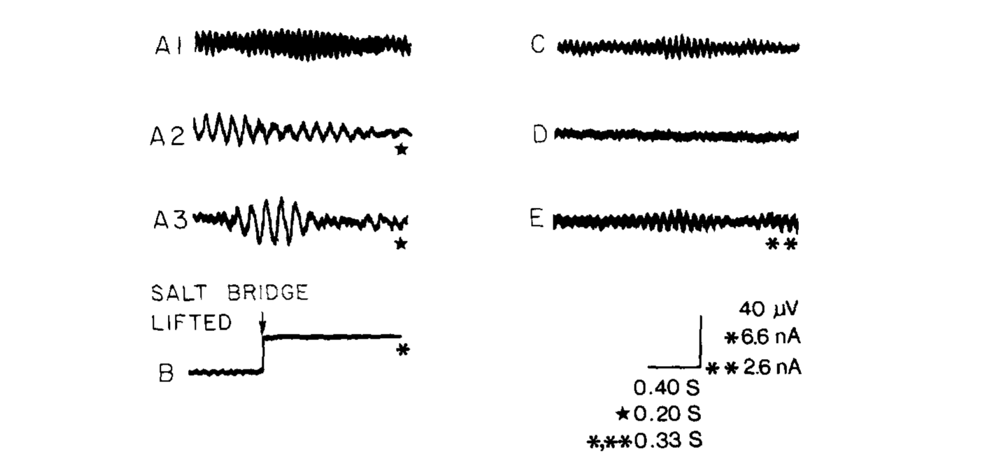 A1
A2
★
A3
★
SALT BRIDGE
LIFTED
B
*
C
D
E
**
40 µV
*6.6 nA
**2.6 nA
0.40 S
★0.20 S
*,**0.33 S